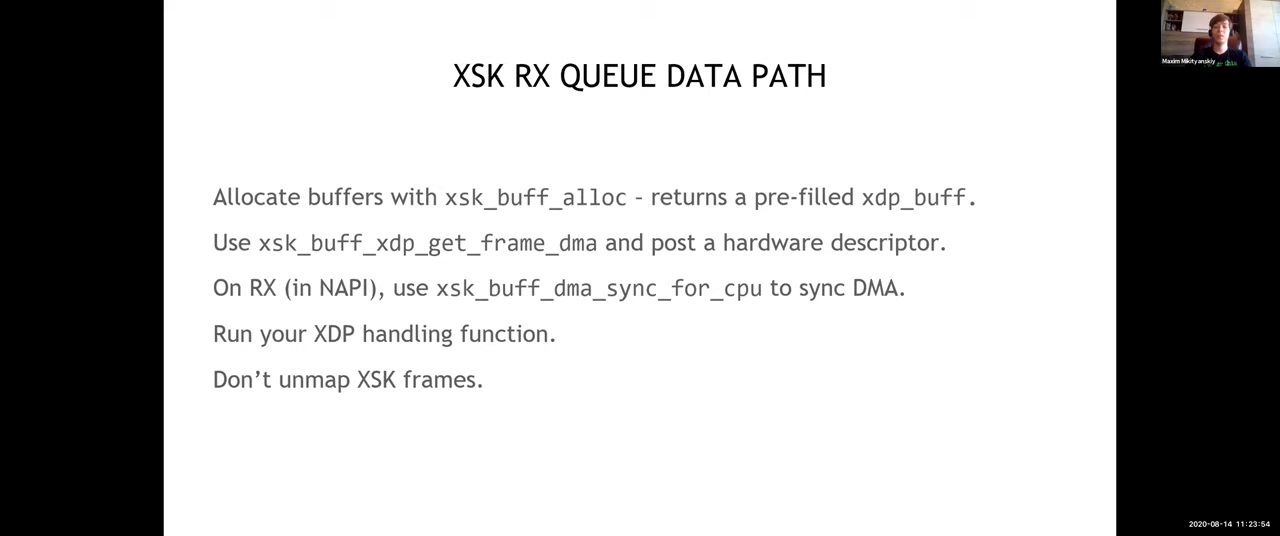 XSK RX QUEUE DATA PATH
Allocate buffers with xsk_buff_alloc – returns a pre-filled xdp_buff.
Use xsk_buff_xdp_get_frame_dma and post a hardware descriptor.
On RX (in NAPI), use xsk_buff_dma_sync_for_cpu to sync DMA.
Run your XDP handling function.
Don’t unmap XSK frames.
Maxim Mikityanskiy
2020-08-14 11:23:54